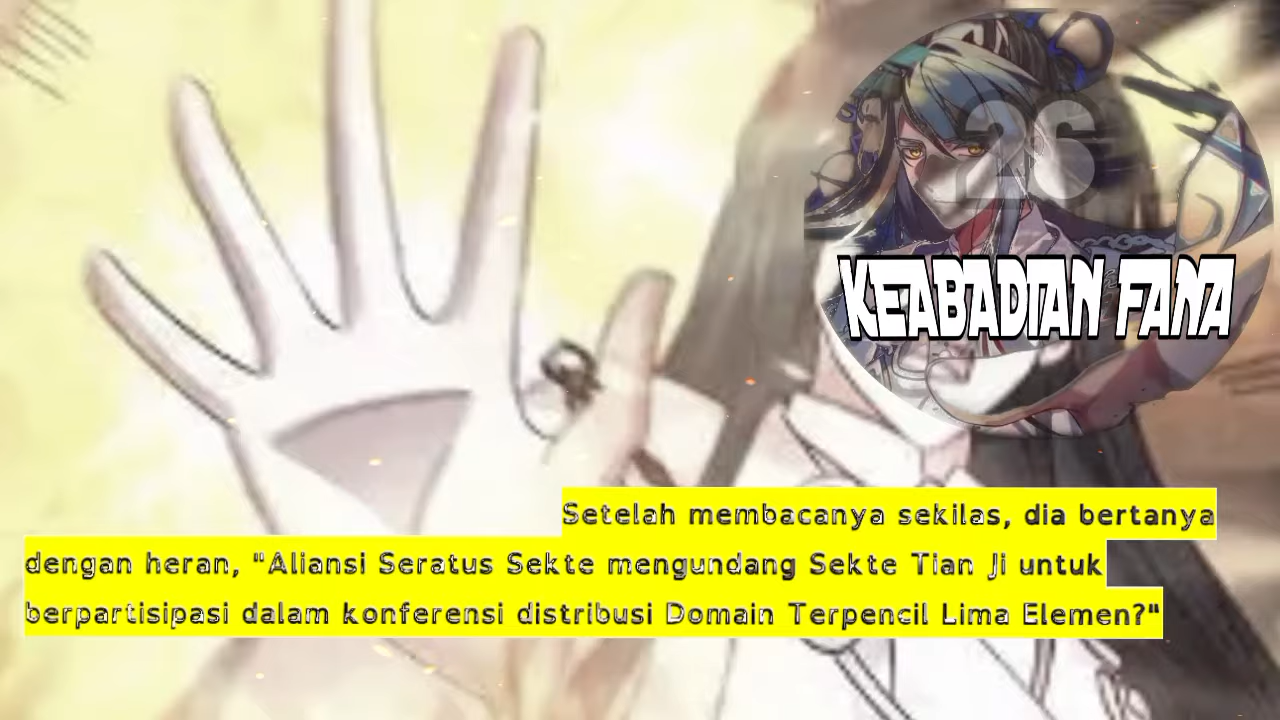 26
KEABADIAN FANA
Setelah membacanya sekilas, dia bertanya
dengan heran, "Aliansi Seratus Sekte mengundang Sekte Tian Ji untuk
berpartisipasi dalam konferensi distribusi Domain Terpencil Lima Elemen?"